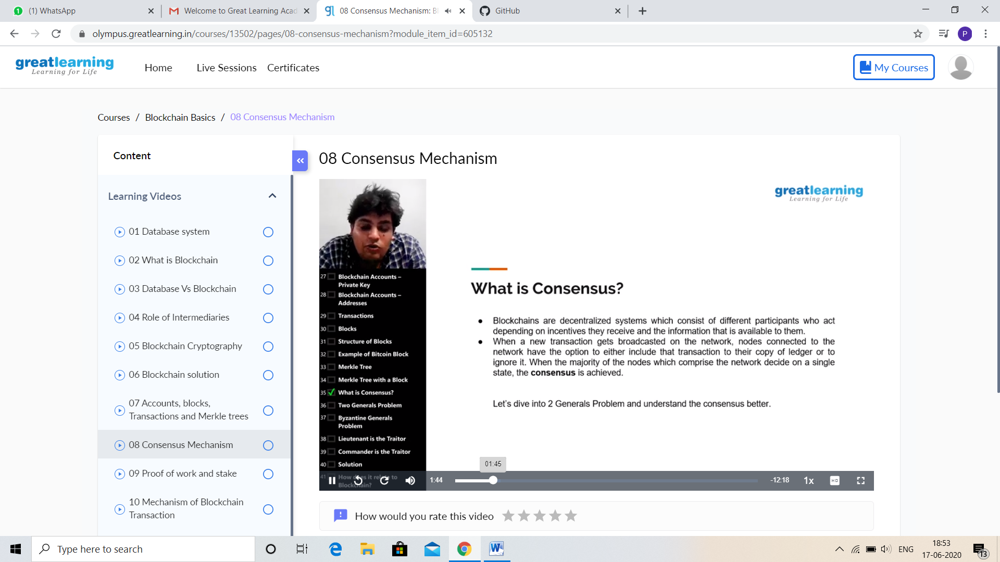 (1) WhatsApp
Welcome to Great Learning Acad
08 Consensus Mechanism: Bl
GitHub
olympus.greatlearning.in/courses/13502/pages/08-consensus-mechanism?module_item_id=605132
P
greatlearning
Learning for Life
Home
Live Sessions
Certificates
My Courses
Courses / Blockchain Basics / 08 Consensus Mechanism
Content
Learning Videos
01 Database system
02 What is Blockchain
03 Database Vs Blockchain
04 Role of Intermediaries
05 Blockchain Cryptography
06 Blockchain solution
07 Accounts, blocks,
Transactions and Merkle trees
08 Consensus Mechanism
09 Proof of work and stake
10 Mechanism of Blockchain
Transaction
08 Consensus Mechanism
greatlearning
Learning for Life
27 Blockchain Accounts –
Private Key
28 Blockchain Accounts –
Addresses
29 Transactions
30 Blocks
31 Structure of Blocks
32 Example of Bitcoin Block
33 Merkle Tree
34 Merkle Tree with a Block
35 What is Consensus?
36 Two Generals Problem
37 Byzantine Generals
Problem
38 Lieutenant is the Traitor
39 Commander is the Traitor
40 Solution
41 How does it relate to
Blockchain?
What is Consensus?
● Blockchains are decentralized systems which consist of different participants who act
depending on incentives they receive and the information that is available to them.
● When a new transaction gets broadcasted on the network, nodes connected to the
network have the option to either include that transaction to their copy of ledger or to
ignore it. When the majority of the nodes which comprise the network decide on a single
state, the consensus is achieved.
Let's dive into 2 Generals Problem and understand the consensus better.
01:45
1:44
-12:18
1x
HD
How would you rate this video
Type here to search
ENG
18:53
17-06-2020
13